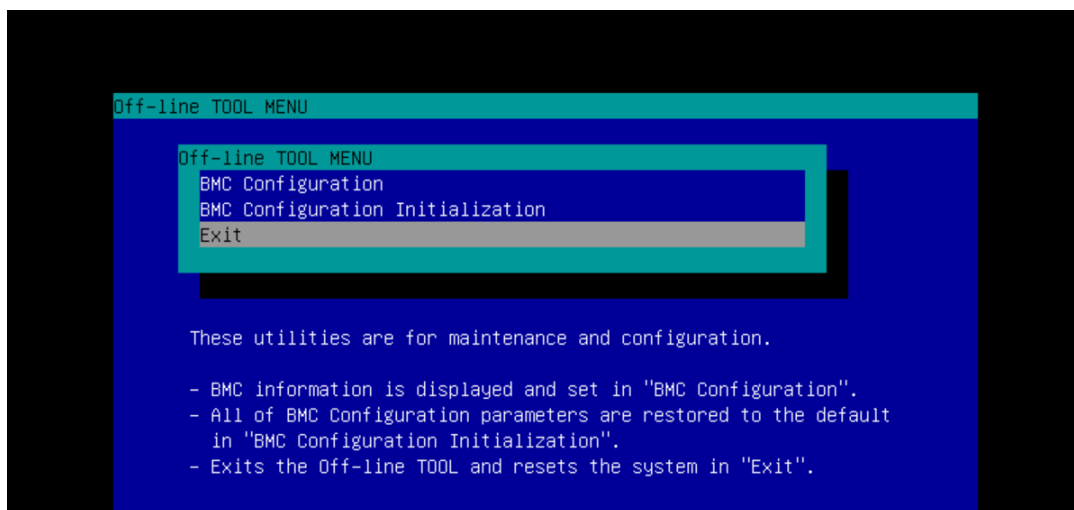 Off-line TOOL MENU
Off-line TOOL MENU
BMC Configuration
BMC Configuration Initialization
Exit
These utilities are for maintenance and configuration.
- BMC information is displayed and set in "BMC Configuration".
- All of BMC Configuration parameters are restored to the default
in "BMC Configuration Initialization".
- Exits the Off-line TOOL and resets the system in "Exit".